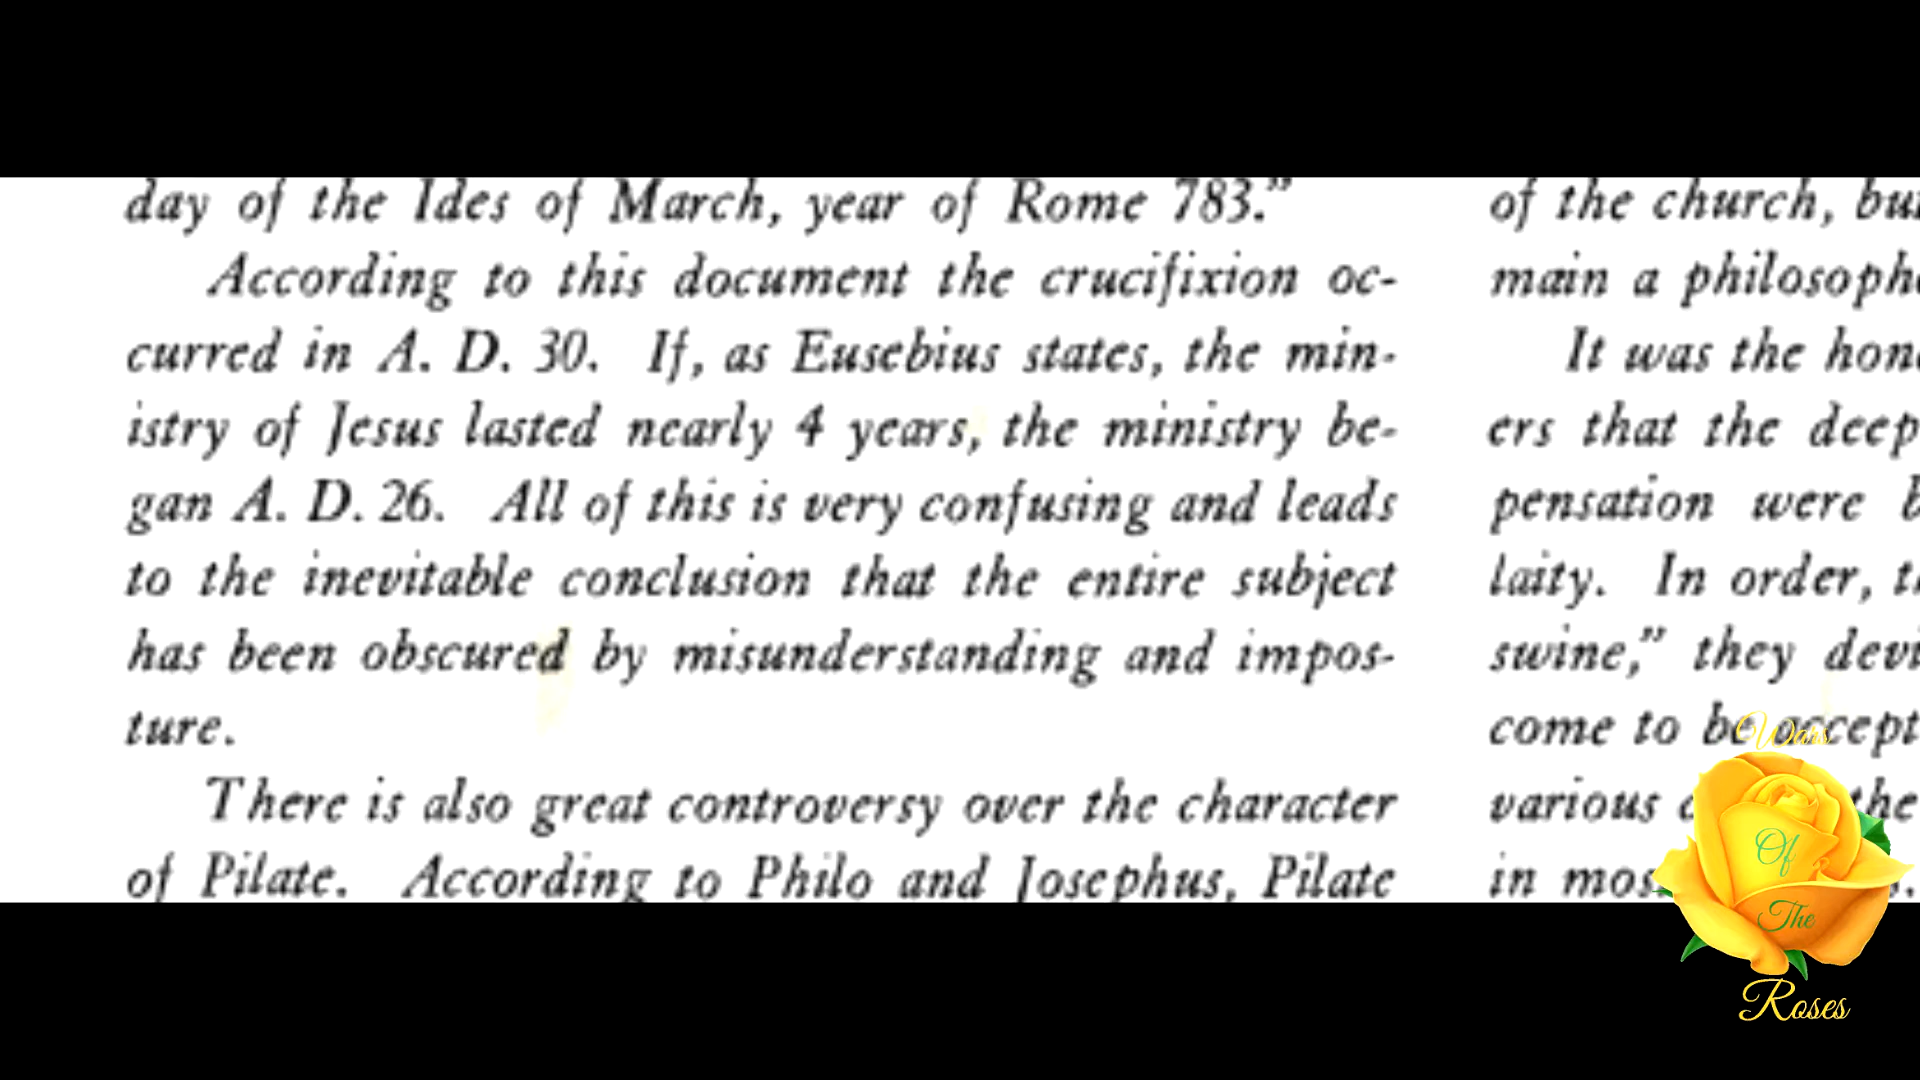 day of the Ides of March, year of Rome 783.”
According to this document the crucifixion oc-
curred in A. D. 30. If, as Eusebius states, the min-
istry of Jesus lasted nearly 4 years, the ministry be-
gan A. D. 26. All of this is very confusing and leads
to the inevitable conclusion that the entire subject
has been obscured by misunderstanding and impos-
ture.
There is also great controversy over the character
of Pilate. According to Philo and Josephus, Pilate
of the church,
main a
It was the
ers that the deep
pensation were
laity. In order,
swine,” they
come to be
various
in
Wars
Of
The
Roses